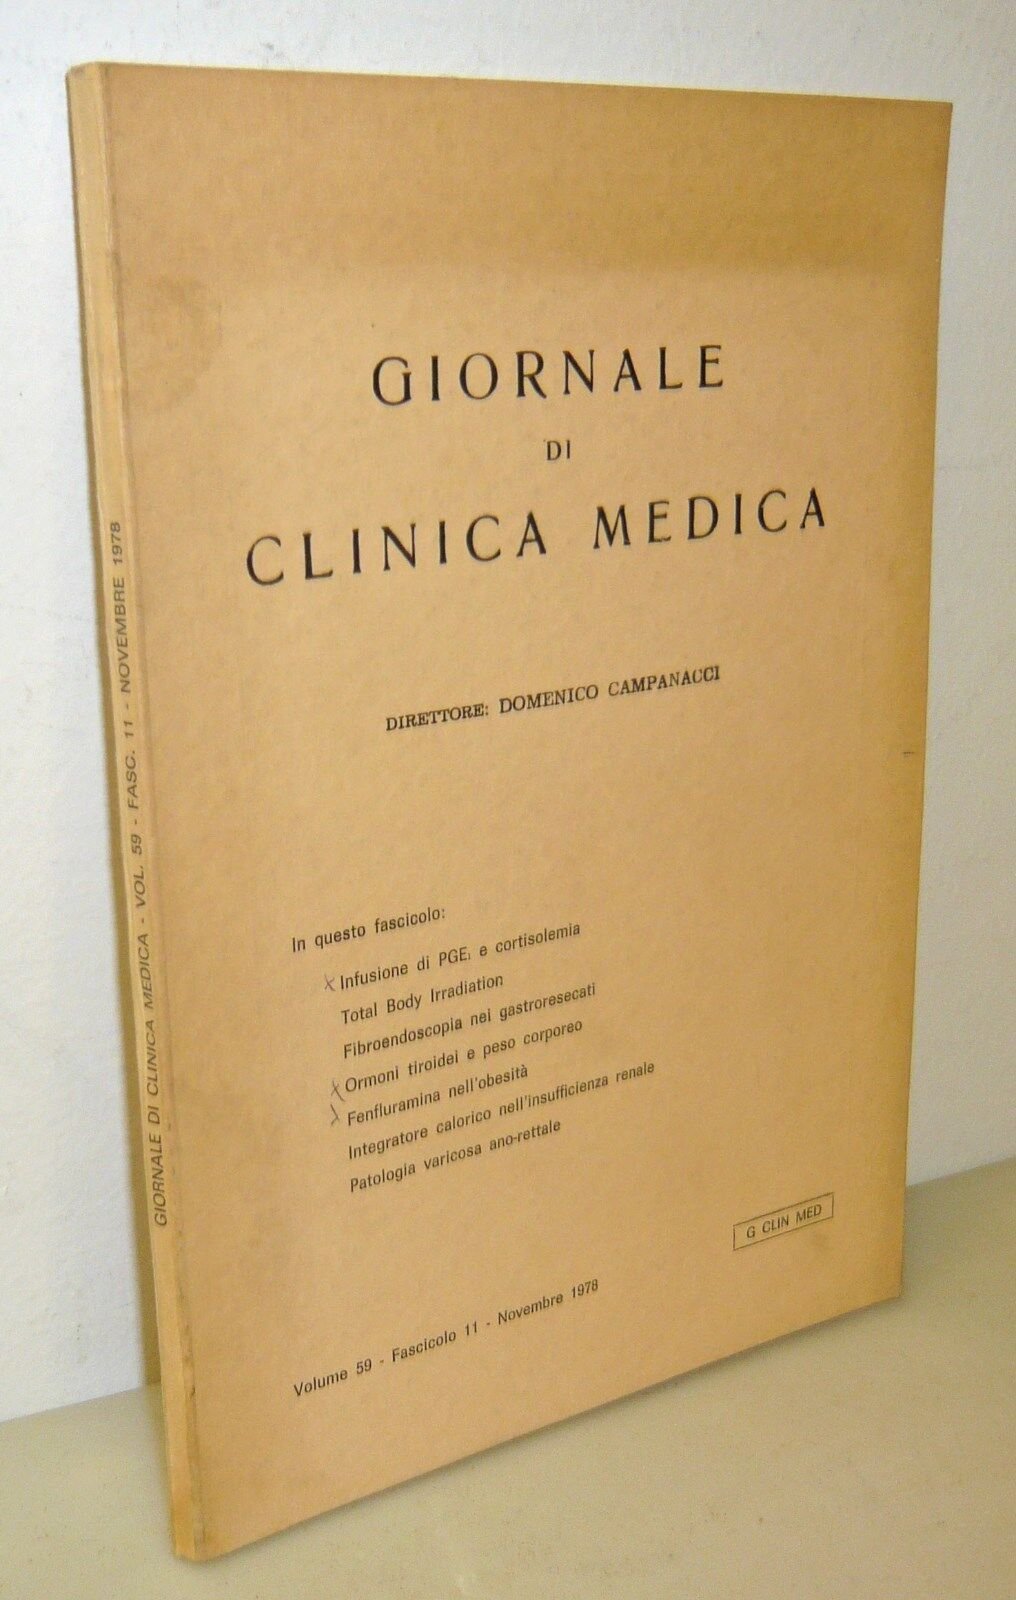 GIORNALE
DI
CLINICA MEDICA
DIRETTORE: DOMENICO CAMPANACCI
In questo fascicolo:
Infusione di PGE₁ e cortisolemia
Total Body Irradiation
Fibroendoscopia nei gastroresecati
Ormoni tiroidei e peso corporeo
Fenfluramina nell'obesità
Integratore calorico nell'insufficienza renale
Patologia varicosa ano-rettale
G CLIN MED
Volume 59 - Fascicolo 11 - Novembre 1978
GIORNALE DI CLINICA MEDICA - VOL. 59 - FASC. 11 - NOVEMBRE 1978